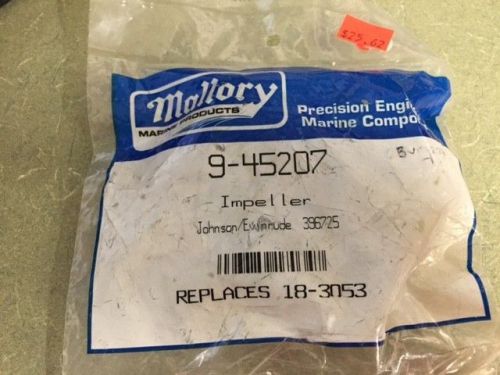 $25.62
Mallory
MARINE PRODUCTS
Precision Engi
Marine Compo
9-45207
Impeller
Johnson/Evinrude 396725
REPLACES 18-3053